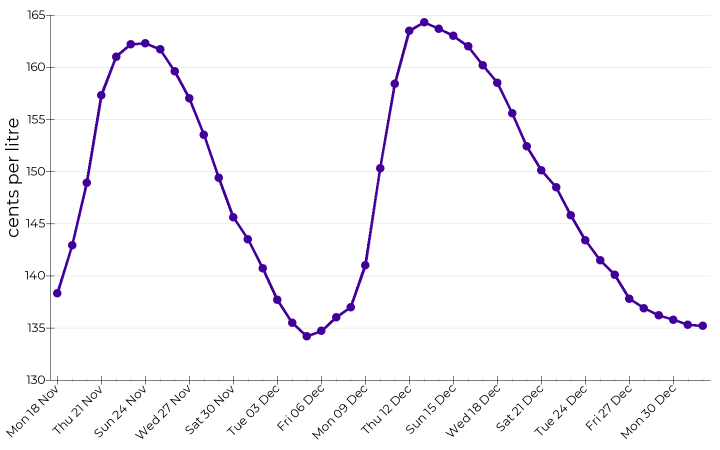 165
160
155
150
145
140
135
130
cents per litre
Mon 18 Nov
Thu 21 Nov
Sun 24 Nov
Wed 27 Nov
Sat 30 Nov
Tue 03 Dec
Fri 06 Dec
Mon 09 Dec
Thu 12 Dec
Sun 15 Dec
Wed 18 Dec
Sat 21 Dec
Tue 24 Dec
Fri 27 Dec
Mon 30 Dec